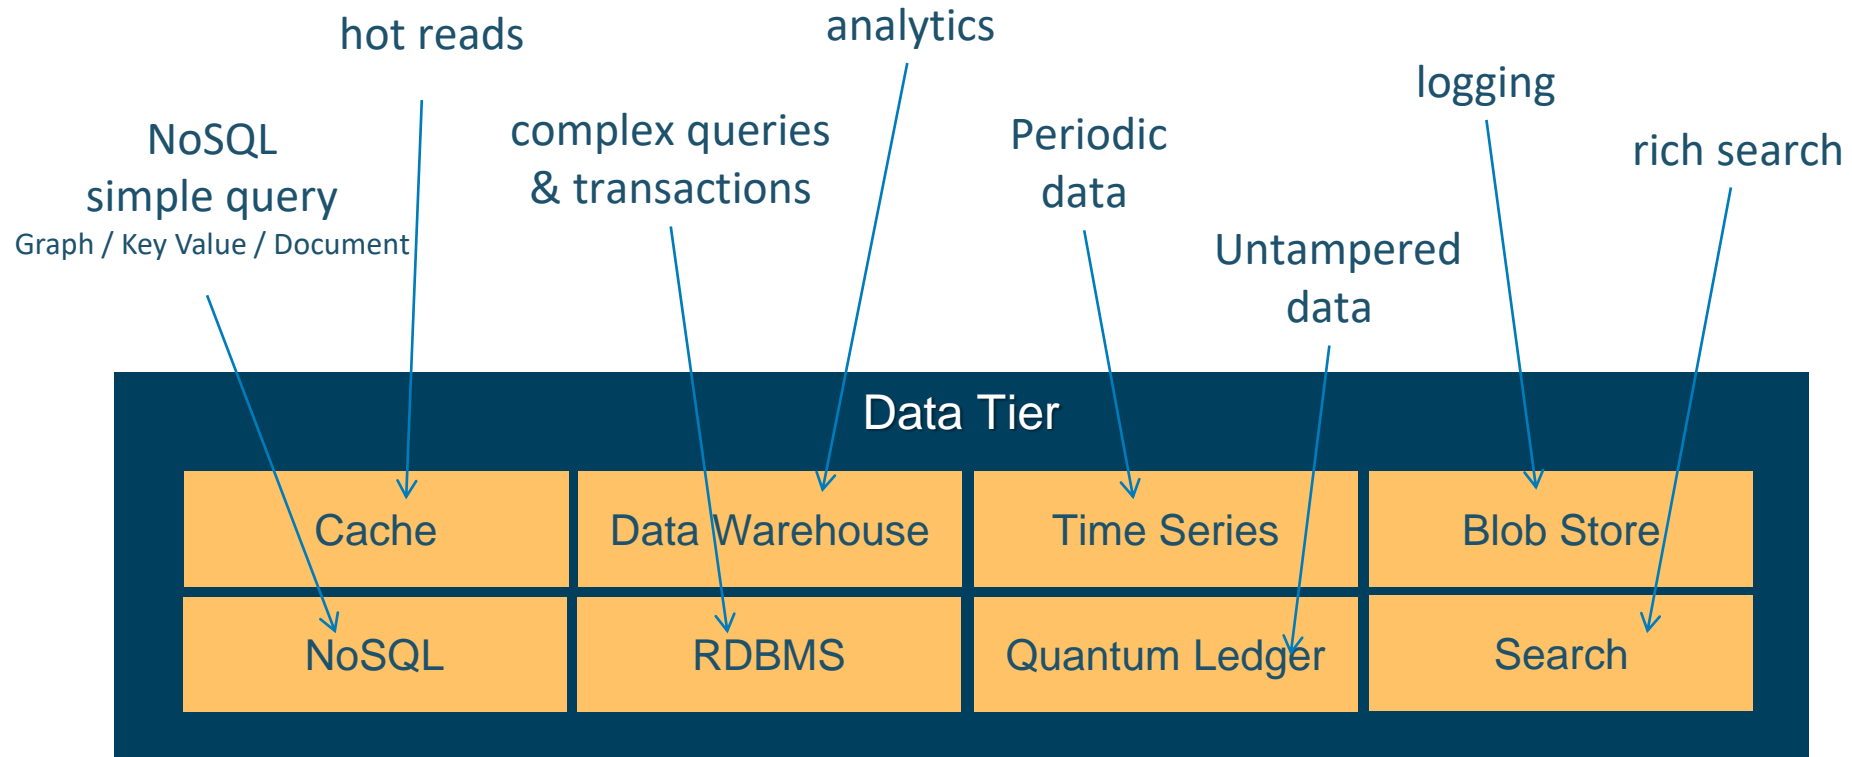 hot reads
analytics
logging
NoSQL
simple query
Graph / Key Value / Document
complex queries
& transactions
Periodic
data
rich search
Untampered
data
Data Tier
Cache
Data Warehouse
Time Series
Blob Store
NoSQL
RDBMS
Quantum Ledger
Search